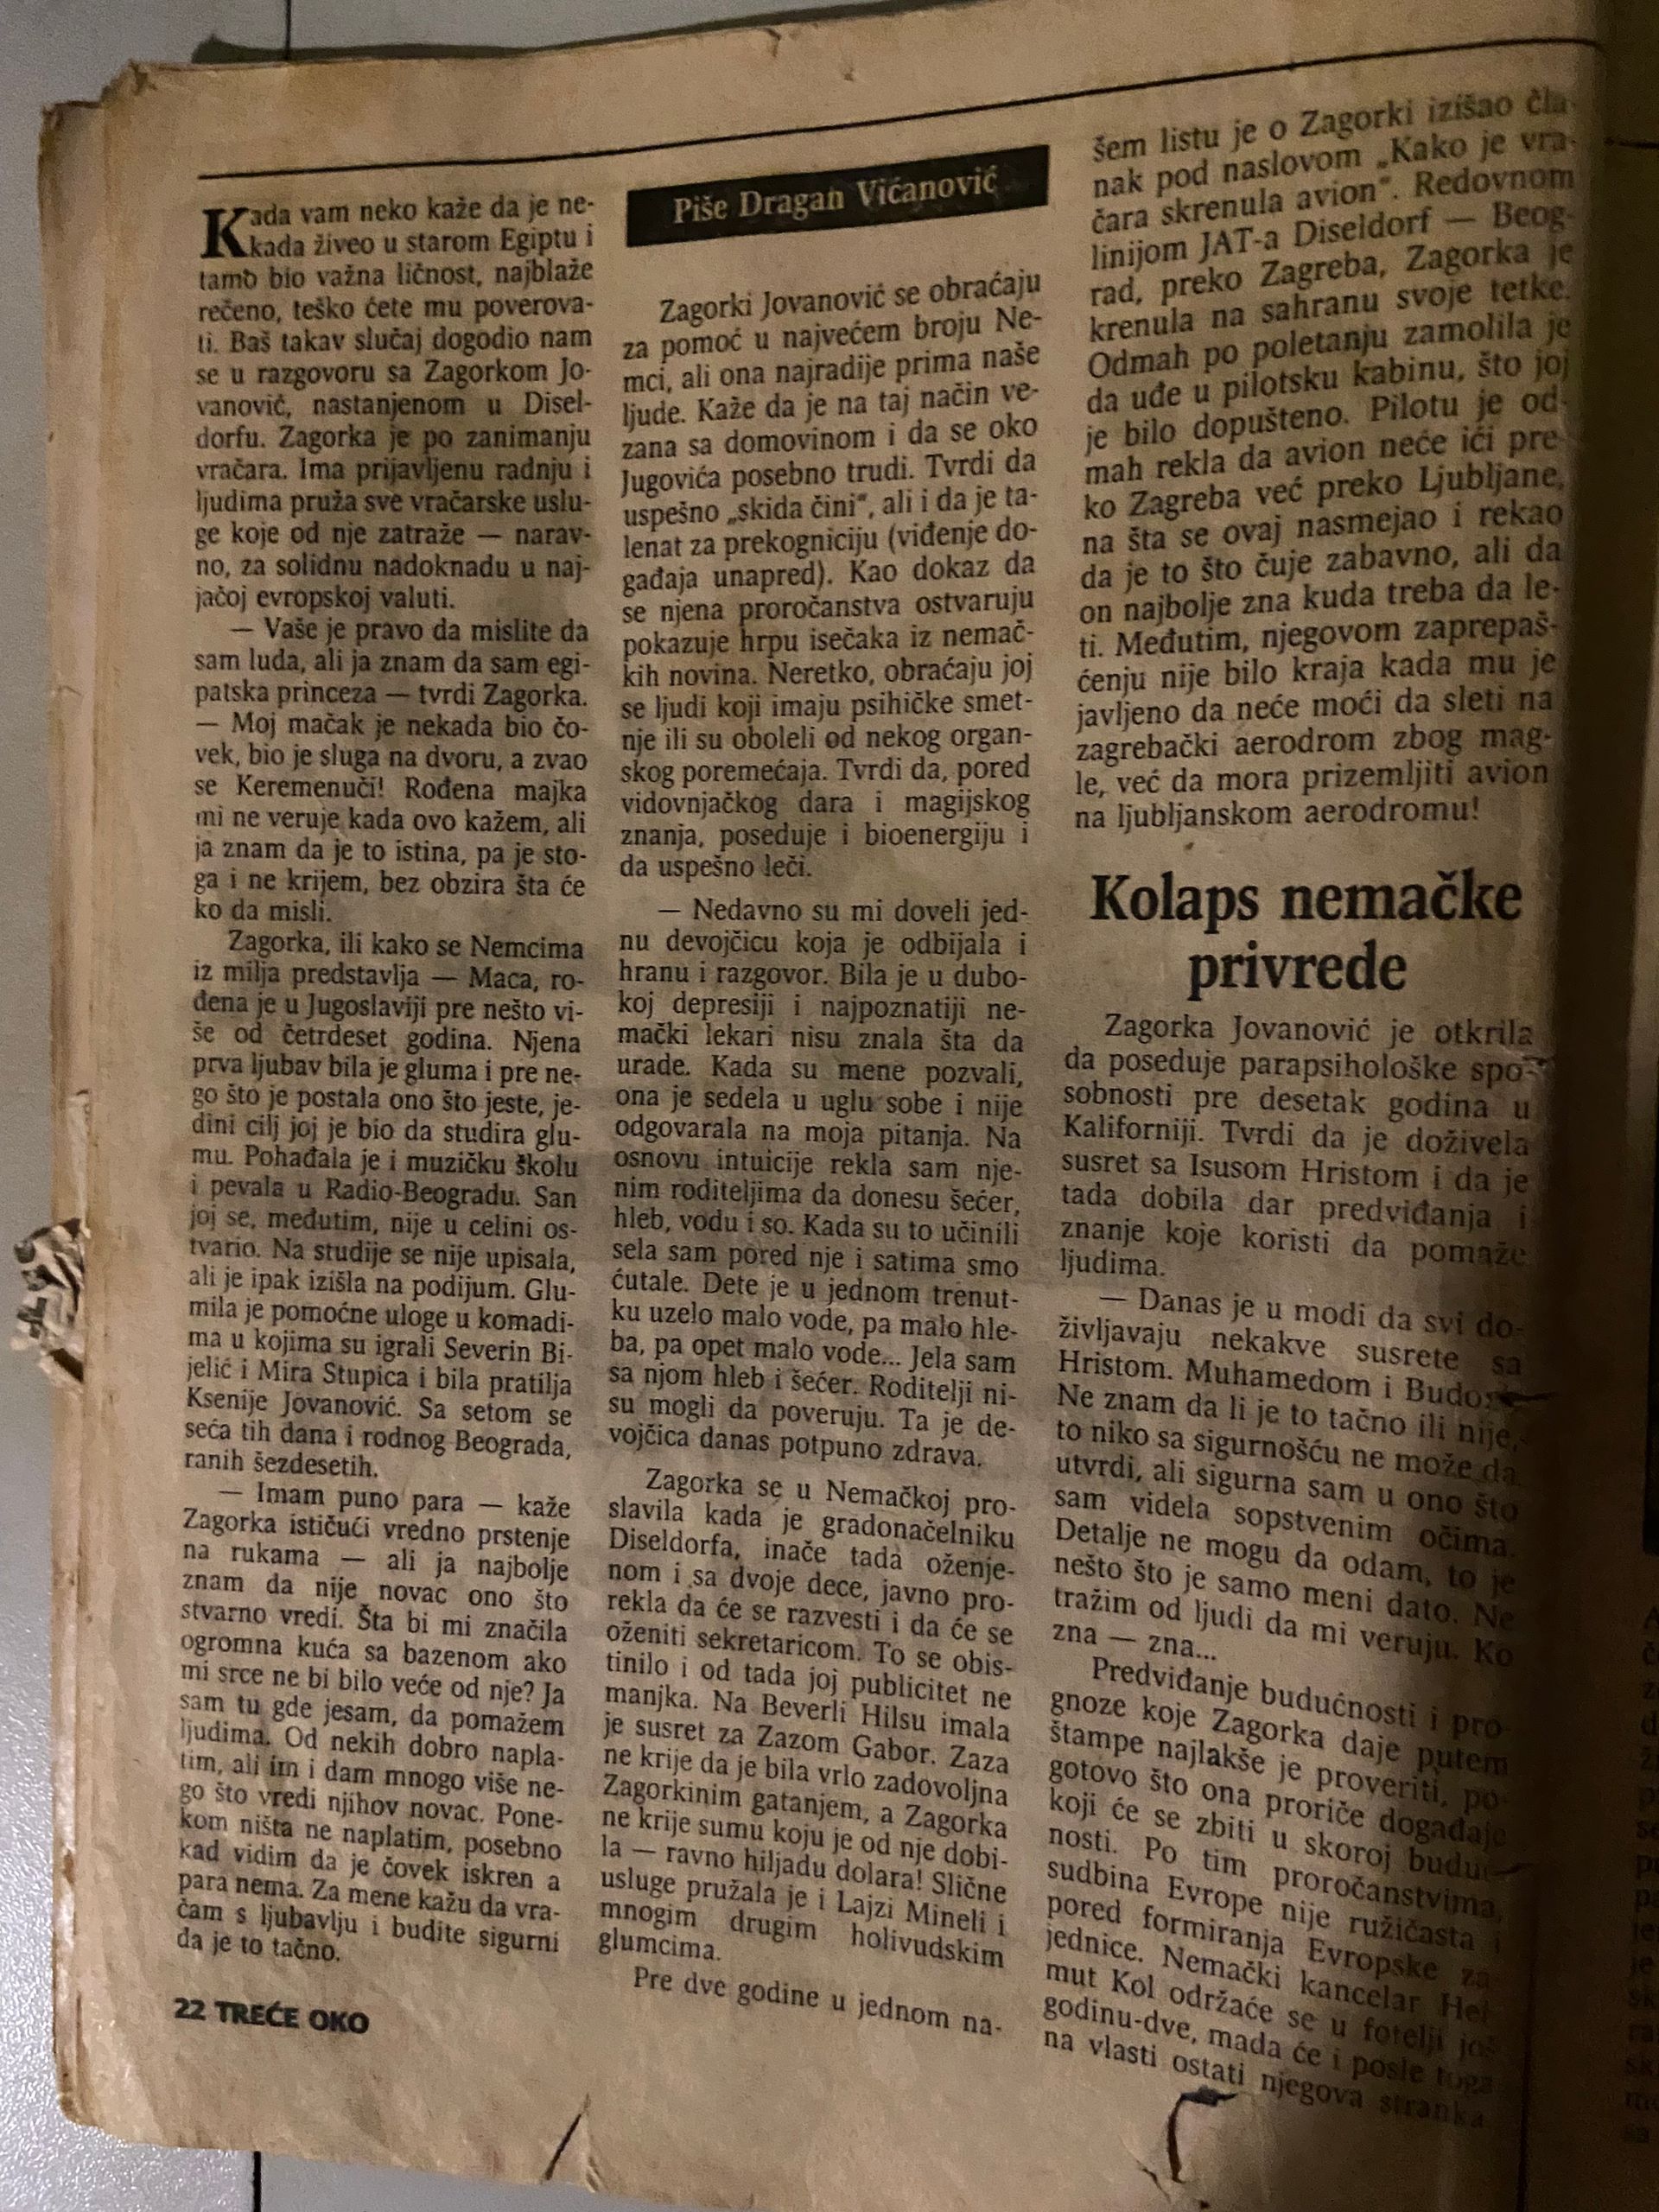 Kada vam neko kaže da je ne-
kada živeo u starom Egiptu i
tamo bio važna ličnost, najblaže
rečeno, teško ćete mu poverova-
ti. Baš takav slučaj dogodio nam
se u razgovoru sa Zagorkom Jo-
vanović, nastanjenom u Disel-
dorfu. Zagorka je po zanimanju
vračara. Ima prijavljenu radnju i
ljudima pruža sve vračarske uslu-
ge koje od nje zatraže — narav-
no, za solidnu nadoknadu u naj-
jačoj evropskoj valuti.
— Vaše je pravo da mislite da
sam luda, ali ja znam da sam egi-
patska princeza — tvrdi Zagorka.
— Moj mačak je nekada bio čo-
vek, bio je sluga na dvoru, a zvao
se Keremenuči! Rođena majka
mi ne veruje kada ovo kažem, ali
ja znam da je to istina, pa je sto-
ga i ne krijem, bez obzira šta će
ko da misli.
Zagorka, ili kako se Nemcima
iz milja predstavlja — Maca, ro-
đena je u Jugoslaviji pre nešto vi-
še od četrdeset godina. Njena
prva ljubav bila je gluma i pre ne-
go što je postala ono što jeste, je-
dini cilj joj je bio da studira glu-
mu. Pohađala je i muzičku školu
i pevala u Radio-Beogradu. San
joj se, međutim, nije u celini os-
tvario. Na studije se nije upisala,
ali je ipak izišla na podijum. Glu-
mila je pomoćne uloge u komadi-
ma u kojima su igrali Severin Bi-
jelić i Mira Stupica i bila pratilja
Ksenije Jovanović. Sa setom se
seća tih dana i rodnog Beograda,
ranih šezdesetih.
— Imam puno para — kaže
Zagorka ističući vredno prstenje
na rukama — ali ja najbolje
znam da nije novac ono što
stvarno vredi. Šta bi mi značila
ogromna kuća sa bazenom ako
mi srce ne bi bilo veće od nje? Ja
sam tu gde jesam, da pomažem
ljudima. Od nekih dobro napla-
tim, ali im i dam mnogo više ne-
go što vredi njihov novac. Pone-
kom ništa ne naplatim, posebno
kad vidim da je čovek iskren a
para nema. Za mene kažu da vra-
čam s ljubavlju i budite sigurni
da je to tačno.
22 TREĆE OKO
Piše Dragan Vićanović
Zagorki Jovanović se obraćaju
za pomoć u najvećem broju Ne-
mci, ali ona najradije prima naše
ljude. Kaže da je na taj način ve-
zana sa domovinom i da se oko
Jugovića posebno trudi. Tvrdi da
uspešno „skida čini“, ali i da je ta-
lenat za prekogniciju (viđenje do-
gađaja unapred). Kao dokaz da
se njena proročanstva ostvaruju
pokazuje hrpu isečaka iz nemač-
kih novina. Neretko, obraćaju joj
se ljudi koji imaju psihičke smet-
nje ili su oboleli od nekog organ-
skog poremećaja. Tvrdi da, pored
vidovnjačkog dara i magijskog
znanja, poseduje i bioenergiju i
da uspešno leči.
— Nedavno su mi doveli jed-
nu devojčicu koja je odbijala i
hranu i razgovor. Bila je u dubo-
koj depresiji i najpoznatiji ne-
mački lekari nisu znala šta da
urade. Kada su mene pozvali,
ona je sedela u uglu sobe i nije
odgovarala na moja pitanja. Na
osnovu intuicije rekla sam nje-
nim roditeljima da donesu šećer,
hleb, vodu i so. Kada su to učinili
sela sam pored nje i satima smo
ćutale. Dete je u jednom trenut-
ku uzelo malo vode, pa malo hle-
ba, pa opet malo vode... Jela sam
sa njom hleb i šećer. Roditelji ni-
su mogli da poveruju. Ta je de-
vojčica danas potpuno zdrava.
Zagorka se u Nemačkoj pro-
slavila kada je gradonačelniku
Diseldorfa, inače tada oženje-
nom i sa dvoje dece, javno pro-
rekla da će se razvesti i da će se
oženiti sekretaricom. To se obis-
tinilo i od tada joj publicitet ne
manjka. Na Beverli Hilsu imala
je susret za Zazom Gabor. Zaza
ne krije da je bila vrlo zadovoljna
Zagorkinim gatanjem, a Zagorka
ne krije sumu koju je od nje dobi-
la — ravno hiljadu dolara! Slične
usluge pružala je i Lajzi Mineli i
mnogim drugim holivudskim
glumcima.
Pre dve godine u jednom na-
šem listu je o Zagorki izišao čla-
nak pod naslovom „Kako je vra-
čara skrenula avion“. Redovnom
linijom JAT-a Diseldorf — Beog-
rad, preko Zagreba, Zagorka je
krenula na sahranu svoje tetke.
Odmah po poletanju zamolila je
da uđe u pilotsku kabinu, što joj
je bilo dopušteno. Pilotu je od-
mah rekla da avion neće ići pre-
ko Zagreba već preko Ljubljane,
na šta se ovaj nasmejao i rekao
da je to što čuje zabavno, ali da
on najbolje zna kuda treba da le-
ti. Međutim, njegovom zaprepaš-
ćenju nije bilo kraja kada mu je
javljeno da neće moći da sleti na
zagrebački aerodrom zbog mag-
le, već da mora prizemljiti avion
na ljubljanskom aerodromu!
Kolaps nemačke
privrede
Zagorka Jovanović je otkrila
da poseduje parapsihološke spo-
sobnosti pre desetak godina u
Kaliforniji. Tvrdi da je doživela
susret sa Isusom Hristom i da je
tada dobila dar predviđanja i
znanje koje koristi da pomaže
ljudima.
— Danas je u modi da svi do-
življavaju nekakve susrete sa
Hristom. Muhamedom i Budom.
Ne znam da li je to tačno ili nije,
to niko sa sigurnošću ne može da
utvrdi, ali sigurna sam u ono što
sam videla sopstvenim očima.
Detalje ne mogu da odam, to je
nešto što je samo meni dato. Ne
tražim od ljudi da mi veruju. Ko
zna — zna...
Predviđanje budućnosti i pro-
gnoze koje Zagorka daje putem
štampe najlakše je proveriti, po-
gotovo što ona proriče događaje
koji će se zbiti u skoroj buduć-
nosti. Po tim proročanstvima,
sudbina Evrope nije ružičasta i
pored formiranja Evropske za-
jednice. Nemački kancelar Hel-
mut Kol održaće se u fotelji još
godinu-dve, mada će i posle toga
na vlasti ostati njegova stranka.